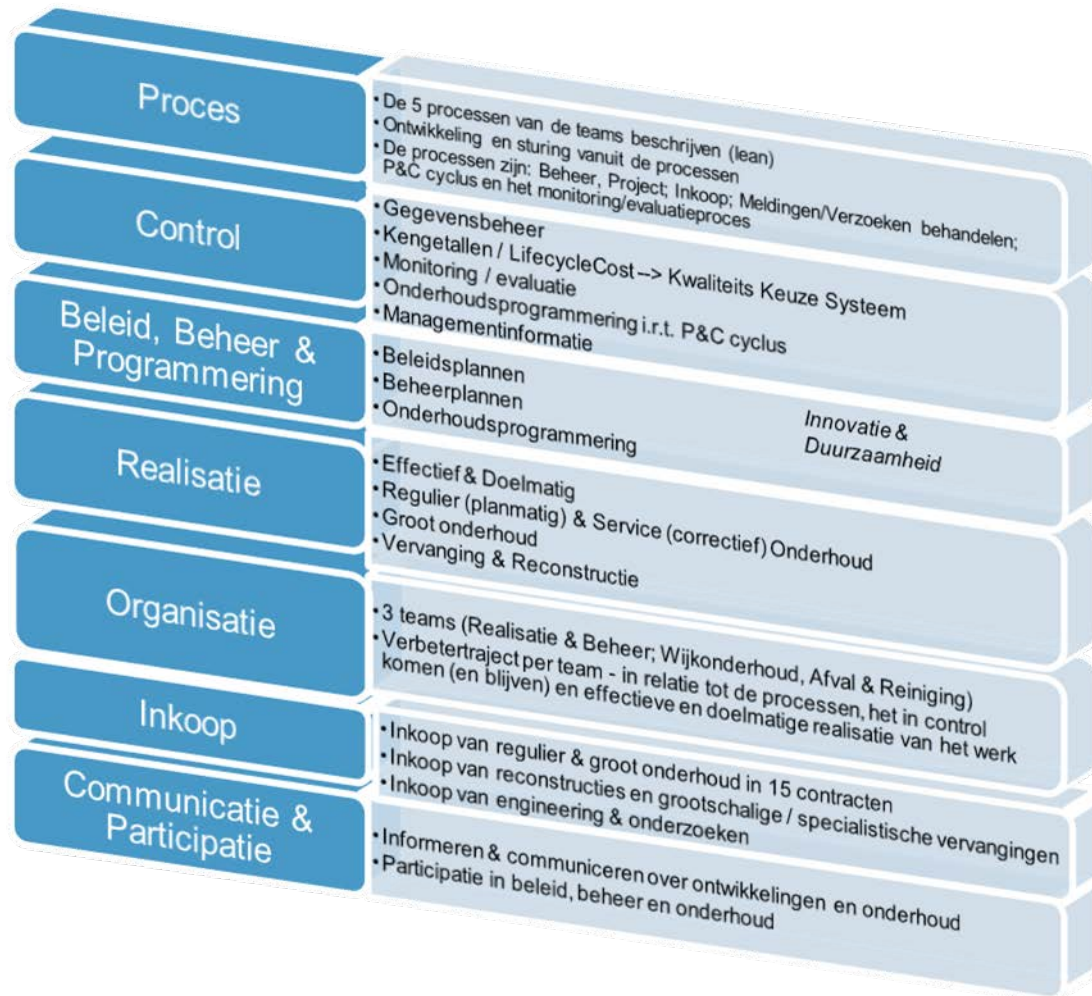 Proces
• De 5 processen van de teams beschrijven (lean)
• Ontwikkeling en sturing vanuit de processen
• De processen zijn: Beheer, Project; Inkoop; Meldingen/Verzoeken behandelen;
P&C cyclus en het monitoring/evaluatieproces
Control
• Gegevensbeheer
• Kengetallen / LifecycleCost --> Kwaliteits Keuze Systeem
• Monitoring / evaluatie
• Onderhoudsprogrammering i.r.t. P&C cyclus
• Managementinformatie
Beleid, Beheer &
Programmering
• Beleidsplannen
• Beheerplannen
• Onderhoudsprogrammering
Innovatie &
Duurzaamheid
Realisatie
• Effectief & Doelmatig
• Regulier (planmatig) & Service (correctief) Onderhoud
• Groot onderhoud
• Vervanging & Reconstructie
Organisatie
• 3 teams (Realisatie & Beheer; Wijkonderhoud, Afval & Reiniging)
• Verbetertraject per team - in relatie tot de processen, het in control
komen (en blijven) en effectieve en doelmatige realisatie van het werk
Inkoop
• Inkoop van regulier & groot onderhoud in 15 contracten
• Inkoop van reconstructies en grootschalige / specialistische vervangingen
• Inkoop van engineering & onderzoeken
Communicatie &
Participatie
• Informeren & communiceren over ontwikkelingen en onderhoud
• Participatie in beleid, beheer en onderhoud